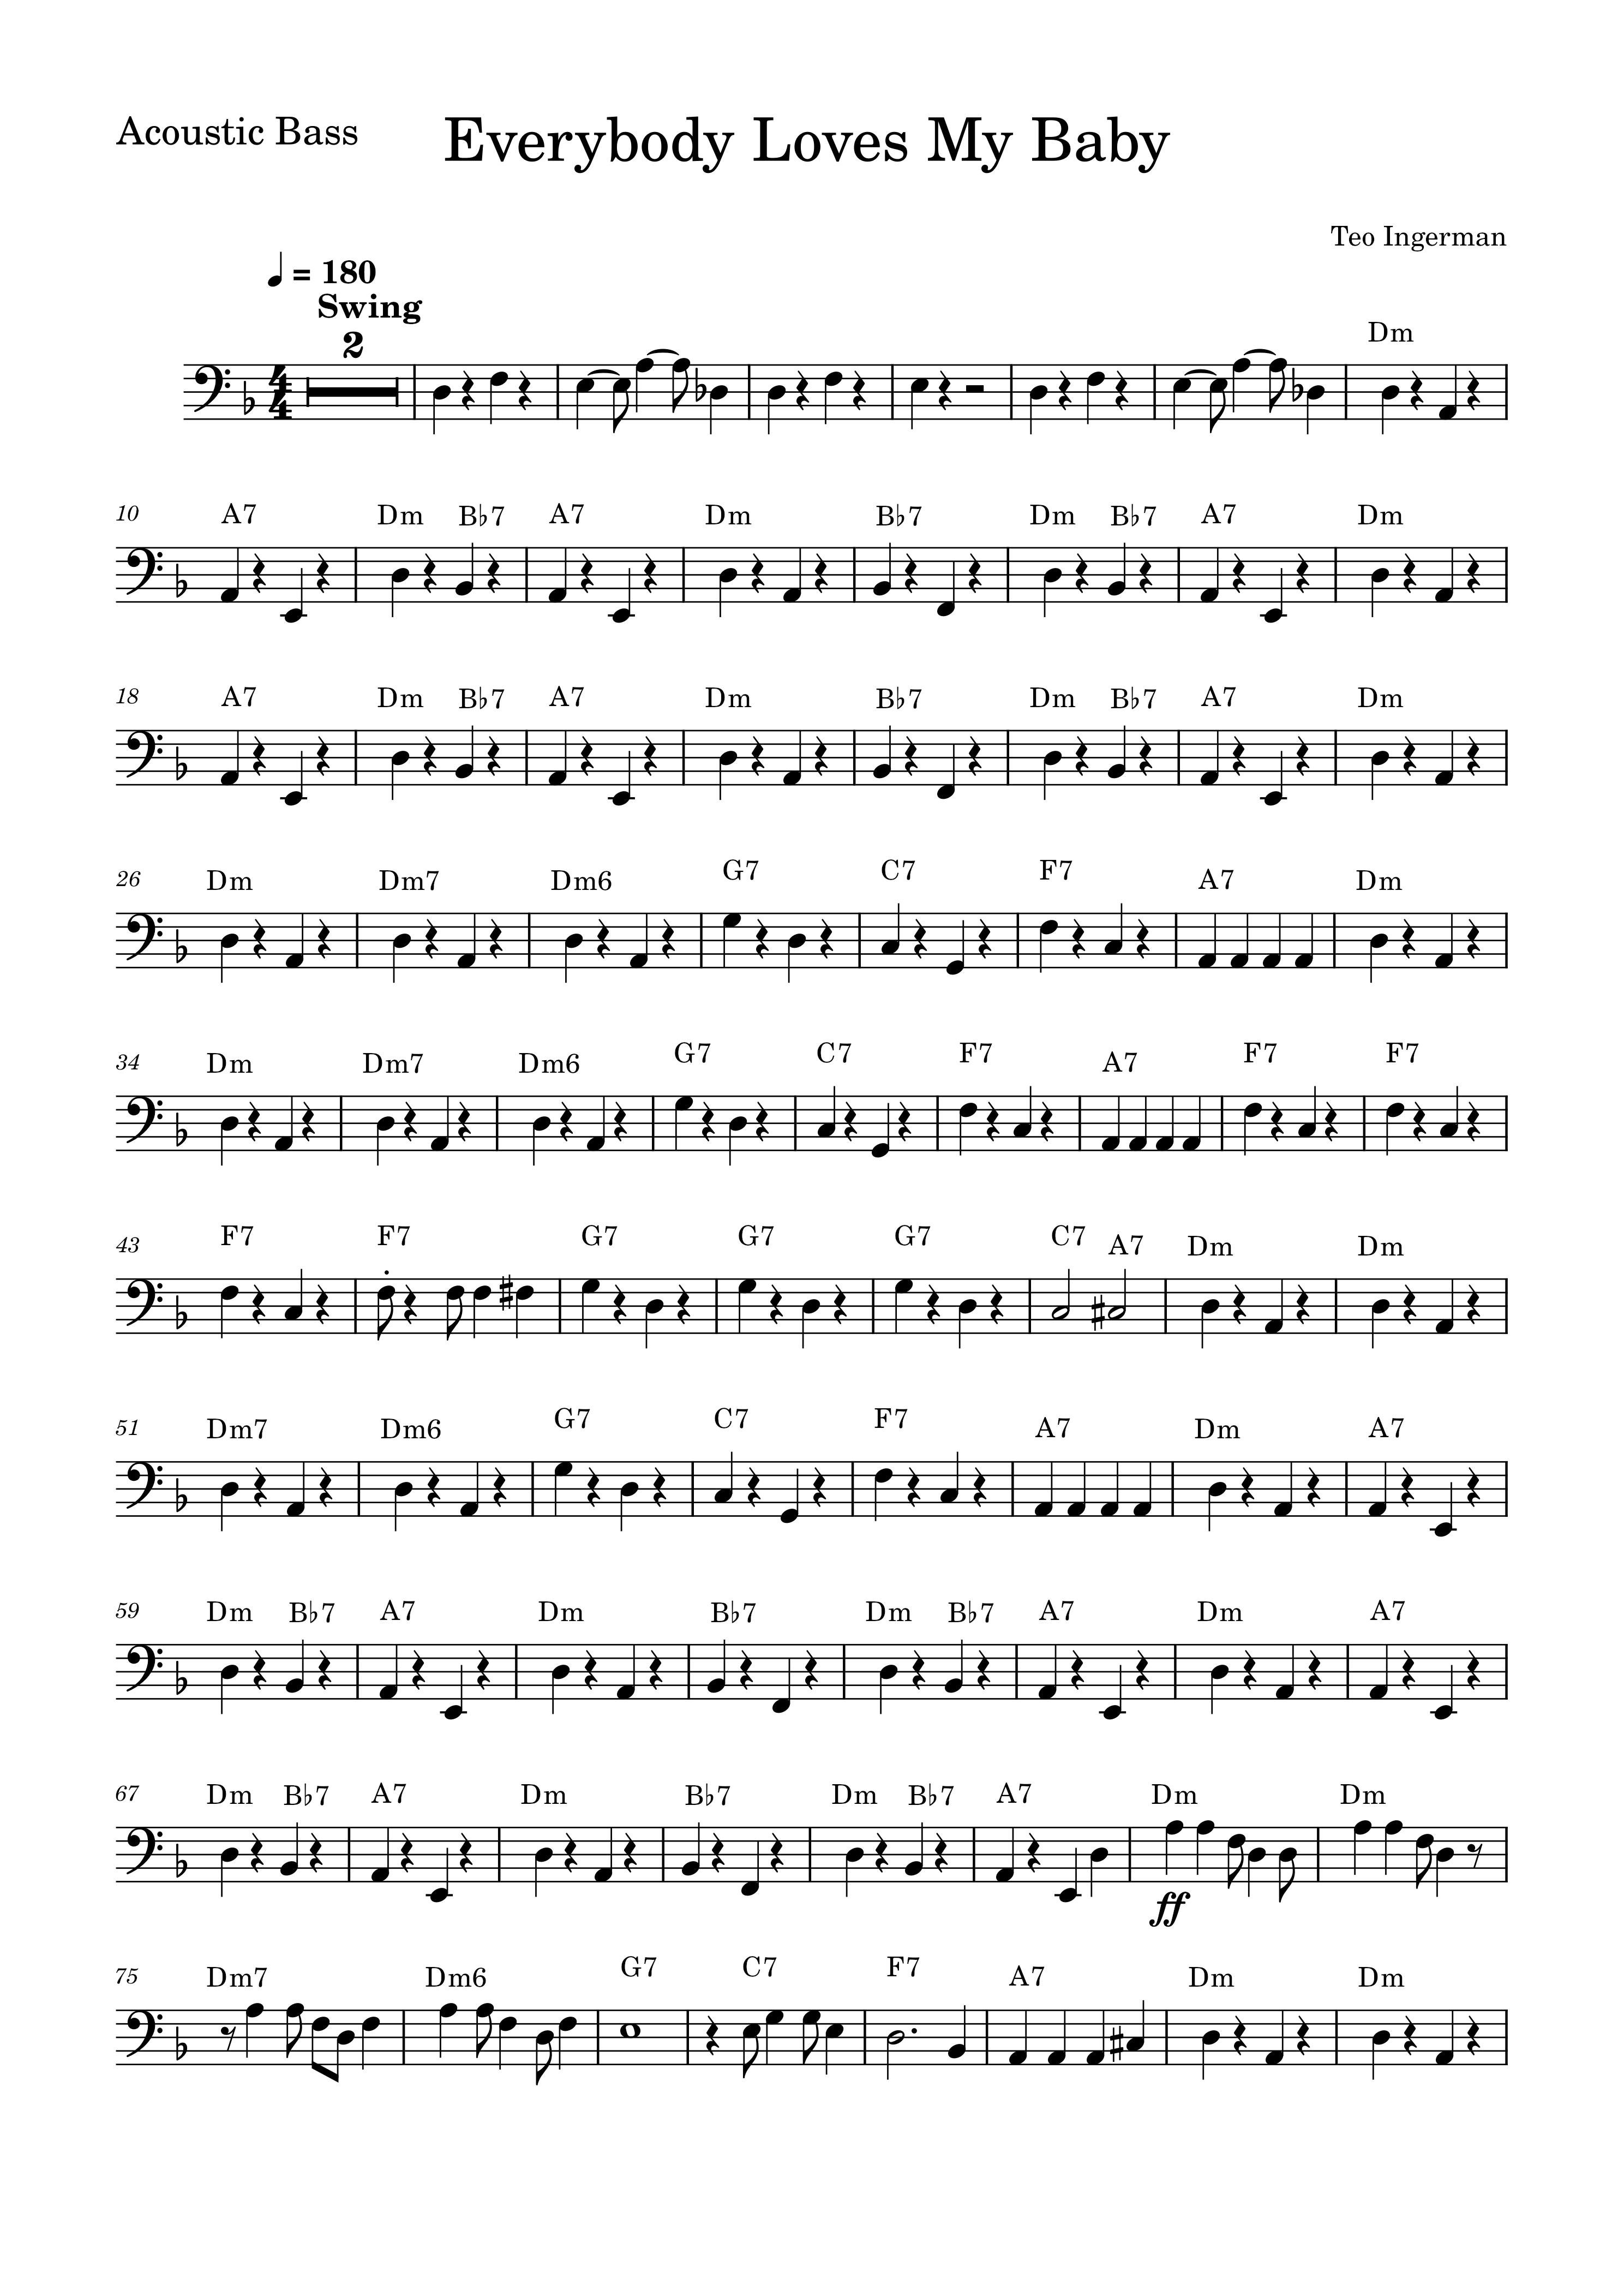 Acoustic Bass
Everybody Loves My Baby
Teo Ingerman
= 180
Swing
2
Dm
4
4
10 A7 Dm B♭7 A7 Dm B♭7 Dm B♭7 A7 Dm
18 A7 Dm B♭7 A7 Dm B♭7 Dm B♭7 A7 Dm
26 Dm Dm7 Dm6 G7 C7 F7 A7 Dm
34 Dm Dm7 Dm6 G7 C7 F7 A7 F7 F7
43 F7 F7 G7 G7 G7 C7 A7 Dm Dm
51 Dm7 Dm6 G7 C7 F7 A7 Dm A7
59 Dm B♭7 A7 Dm B♭7 Dm B♭7 A7 Dm A7
67 Dm B♭7 A7 Dm B♭7 Dm B♭7 A7 Dm Dm
ff
75 Dm7 Dm6 G7 C7 F7 A7 Dm Dm